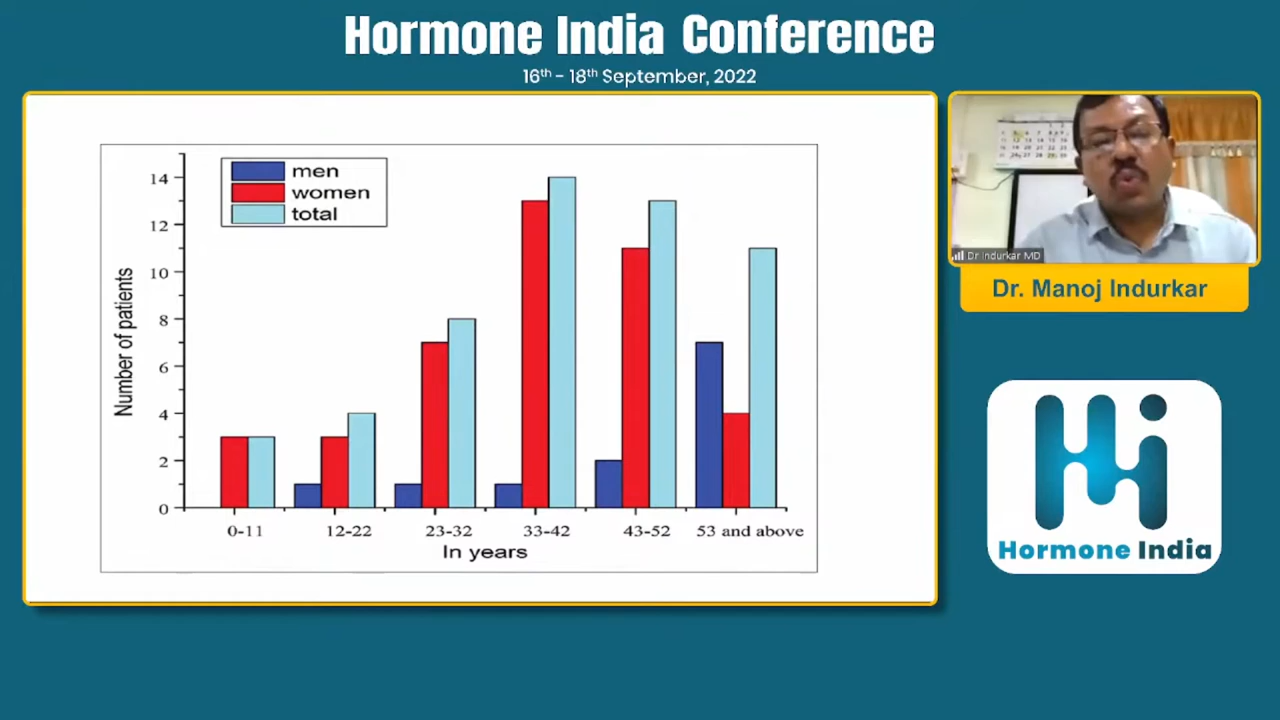 Hormone India Conference
16th - 18th September, 2022
men
women
total
14
12
10
8
6
4
2
0
Number of patients
0-11 12-22 23-32 33-42 43-52 53 and above
In years
Dr Indurkar MD
Dr. Manoj Indurkar
Hi
Hormone India